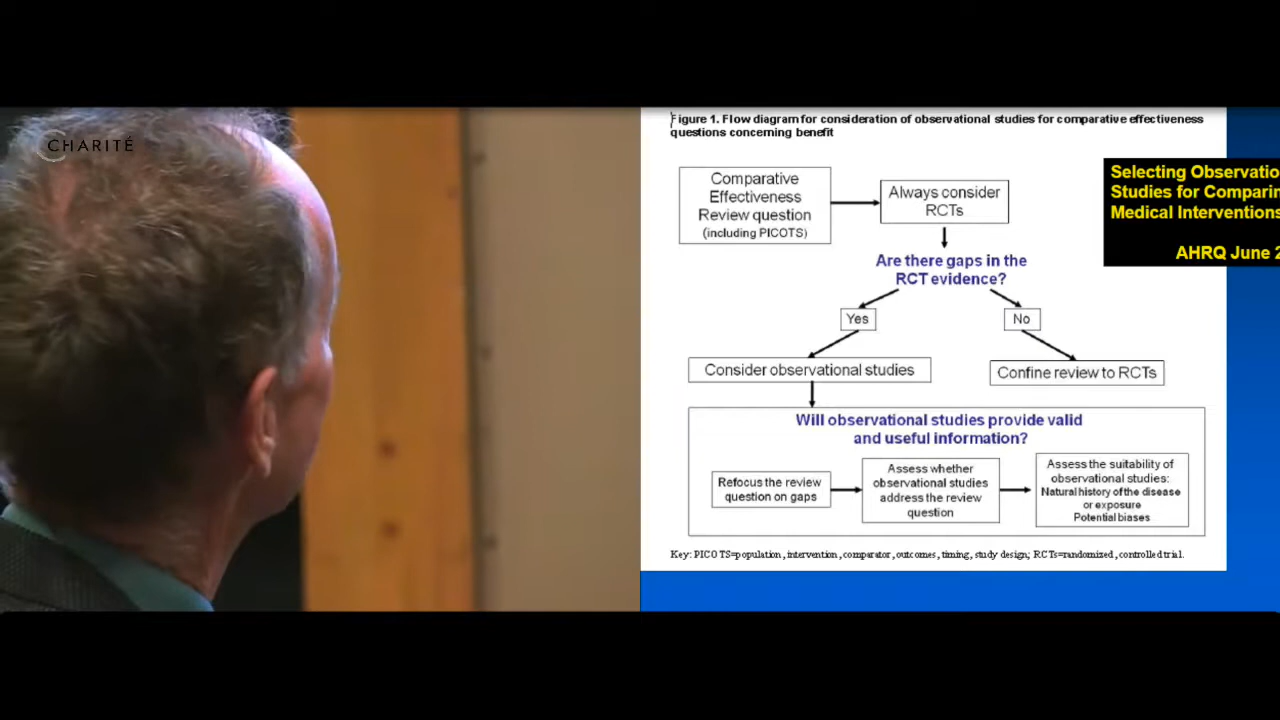 CHARITÉ
Figure 1. Flow diagram for consideration of observational studies for comparative effectiveness
questions concerning benefit
Comparative
Effectiveness
Review question
(including PICOTS)
Always consider
RCTs
Selecting
Studies for
Medical Interventions
AHRQ June
Are there gaps in the
RCT evidence?
Yes
No
Consider observational studies
Confine review to RCTs
Will observational studies provide valid
and useful information?
Refocus the review
question on gaps
Assess whether
observational studies
address the review
question
Assess the suitability of
observational studies:
Natural history of the disease
or exposure
Potential biases
Key: PICOTS=population, intervention, comparator, outcomes, timing, study design; RCTs=randomized, controlled trial.